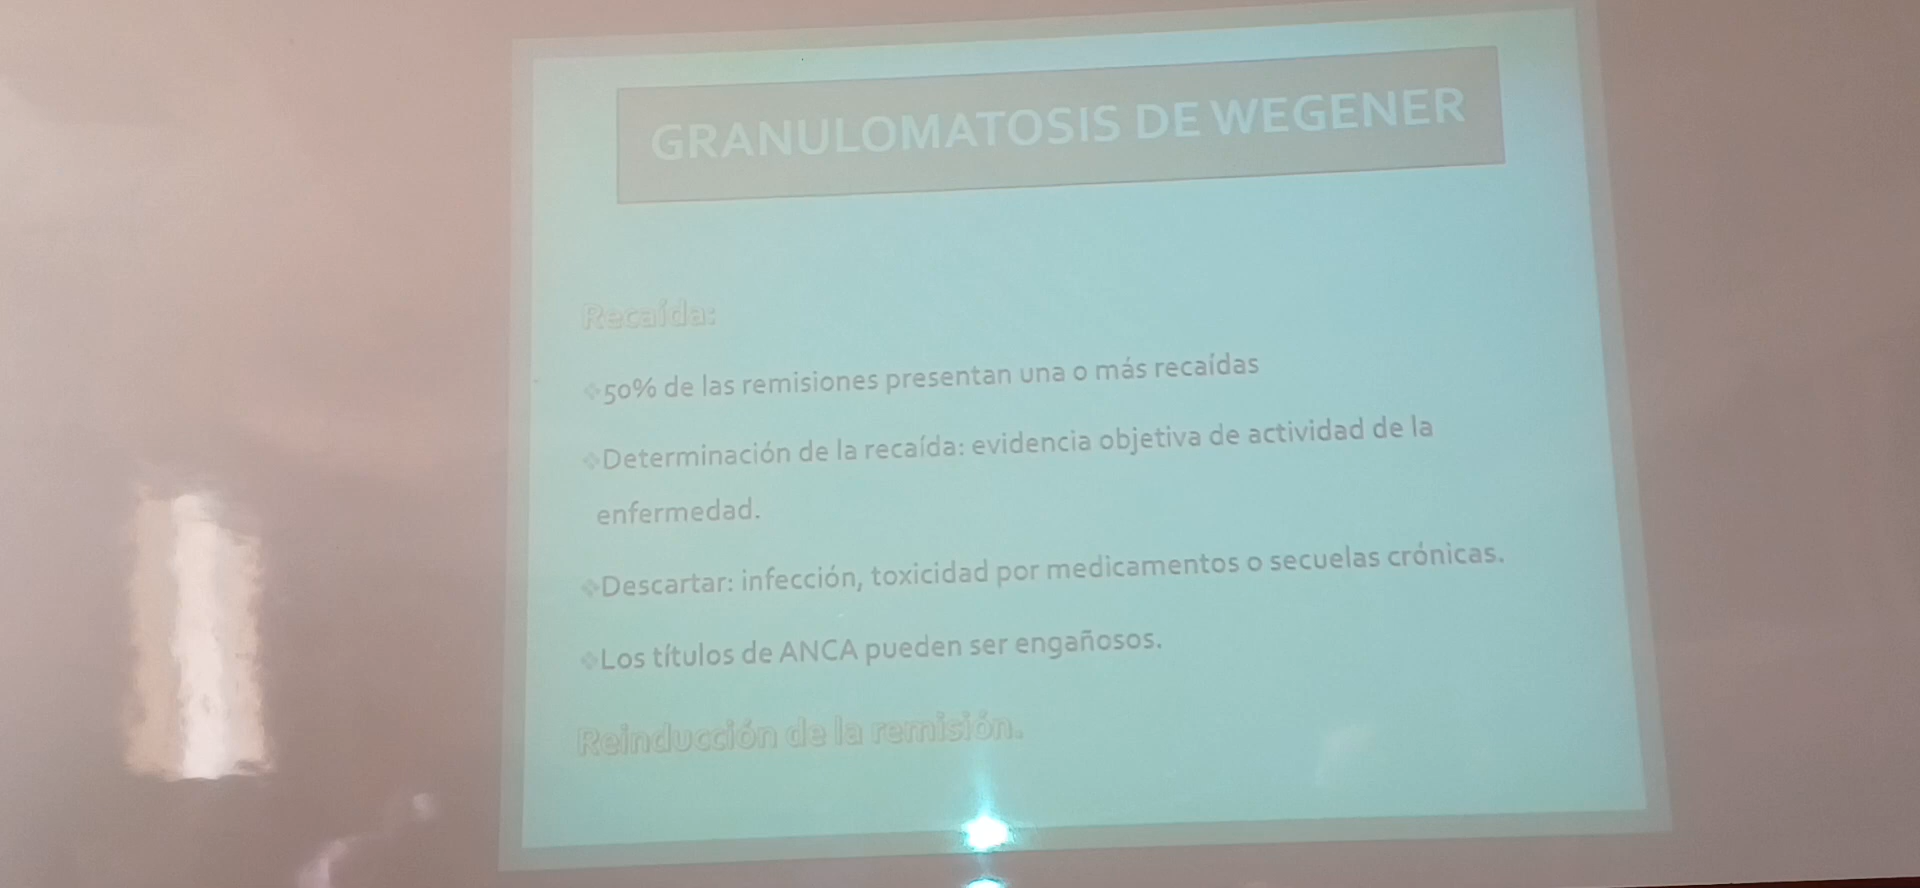 GRANULOMATOSIS DE WEGENER
Recaída:
50% de las remisiones presentan una o más recaídas
Determinación de la recaída: evidencia objetiva de actividad de la
enfermedad.
Descartar: infección, toxicidad por medicamentos o secuelas crónicas.
Los títulos de ANCA pueden ser engañosos.
Reinducción de la remisión.